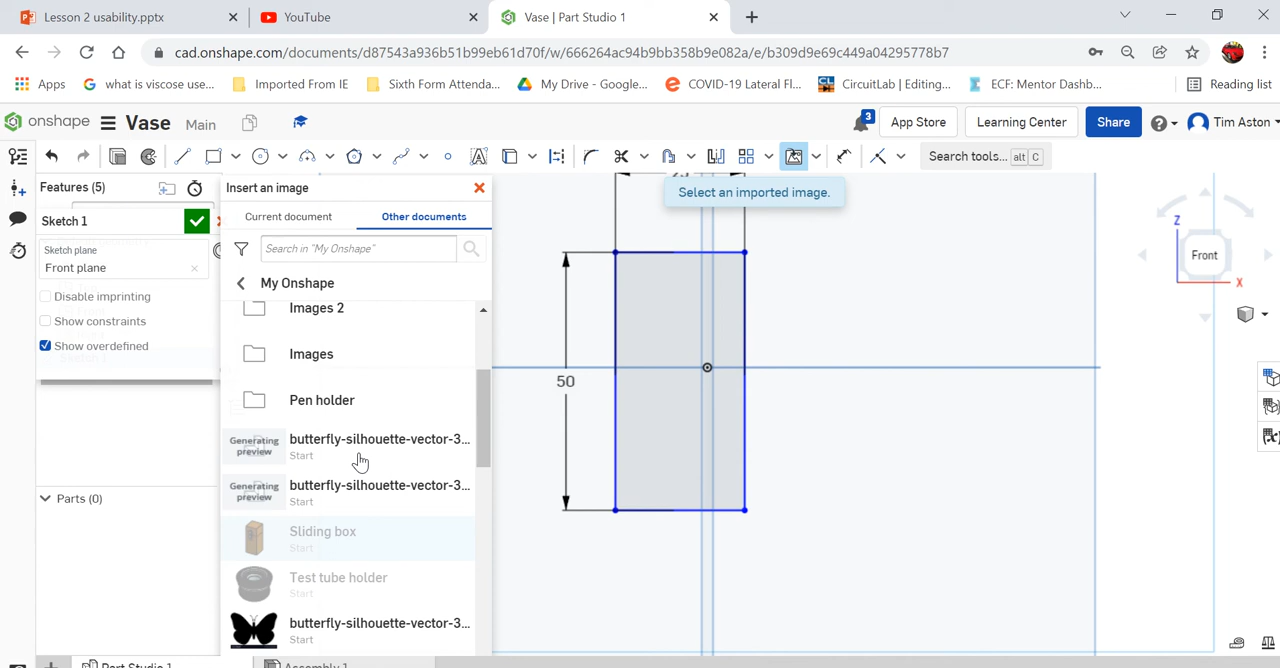 Lesson 2 usability.pptx
YouTube
Vase | Part Studio 1
cad.onshape.com/documents/d87543a936b51b99eb61d70f/w/666264ac94b9bb358b9e082a/e/b309d9e69c449a04295778b7
Apps
what is viscose use...
Imported From IE
Sixth Form Attenda...
My Drive - Google...
COVID-19 Lateral Fl...
CircuitLab | Editing...
ECF: Mentor Dashb...
Reading list
onshape
Vase
Main
3
App Store
Learning Center
Share
Tim Aston
Search tools...
alt C
Features (5)
Insert an image
Select an imported image.
Sketch 1
Current document
Other documents
Sketch plane
Front plane
Search in "My Onshape"
My Onshape
Disable imprinting
Show constraints
Show overdefined
Images 2
Images
Pen holder
Generating preview
butterfly-silhouette-vector-3...
Start
Generating preview
butterfly-silhouette-vector-3...
Start
Sliding box
Start
Test tube holder
Start
butterfly-silhouette-vector-3...
Start
Parts (0)
50
Z
Front
X
Part Studio 1
Assembly 1